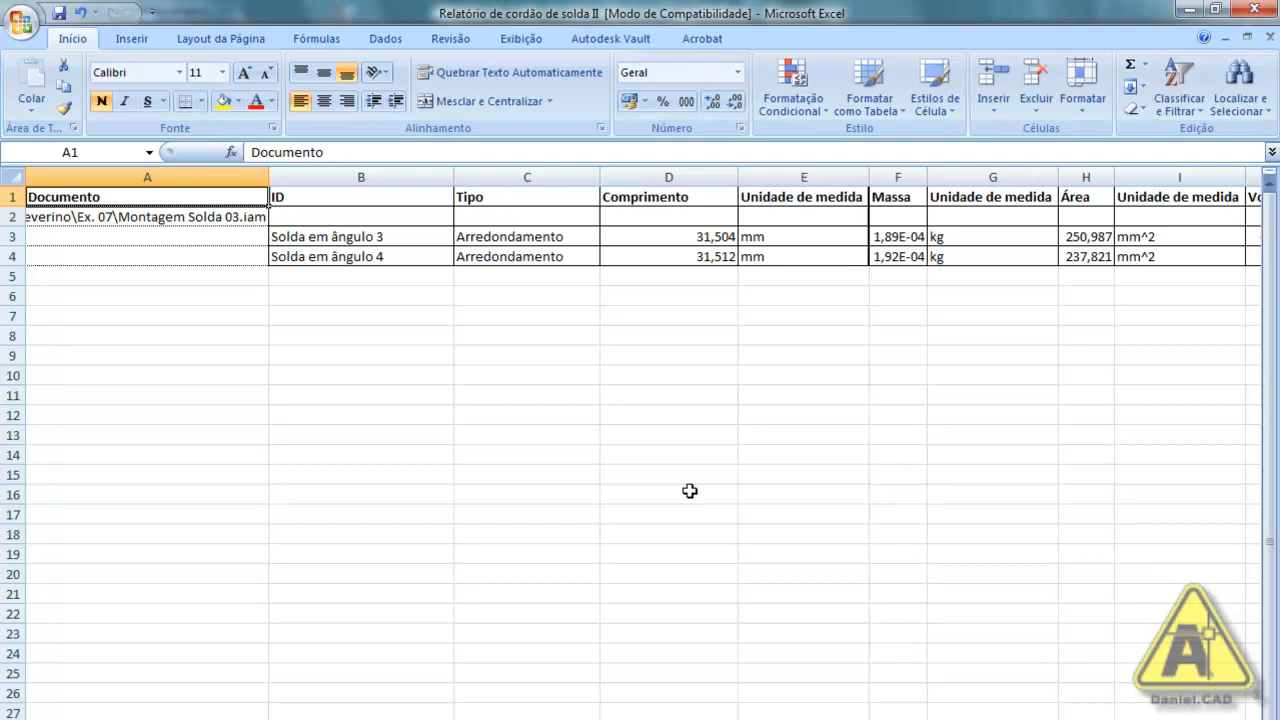 Relatório de cordão de solda II [Modo de Compatibilidade] - Microsoft Excel
Início Inserir Layout da Página Fórmulas Dados Revisão Exibição Autodesk Vault Acrobat
Colar
Área de T...
Calibri 11
N I S
Fonte
Quebrar Texto Automaticamente
Mesclar e Centralizar
Alinhamento
Geral
% 000
Número
Formatação Condicional
Formatar como Tabela
Estilos de Célula
Estilo
Inserir
Excluir
Formatar
Células
Classificar e Filtrar
Localizar e Selecionar
Edição
A1 fx Documento
A B C D E F G H I
1 Documento ID Tipo Comprimento Unidade de medida Massa Unidade de medida Área Unidade de medida
2 everino\Ex. 07\Montagem Solda 03.iam
3 Solda em ângulo 3 Arredondamento 31,504 mm 1,89E-04 kg 250,987 mm^2
4 Solda em ângulo 4 Arredondamento 31,512 mm 1,92E-04 kg 237,821 mm^2
5
6
7
8
9
10
11
12
13
14
15
16
17
18
19
20
21
22
23
24
25
26
27
A
Daniel.CAD